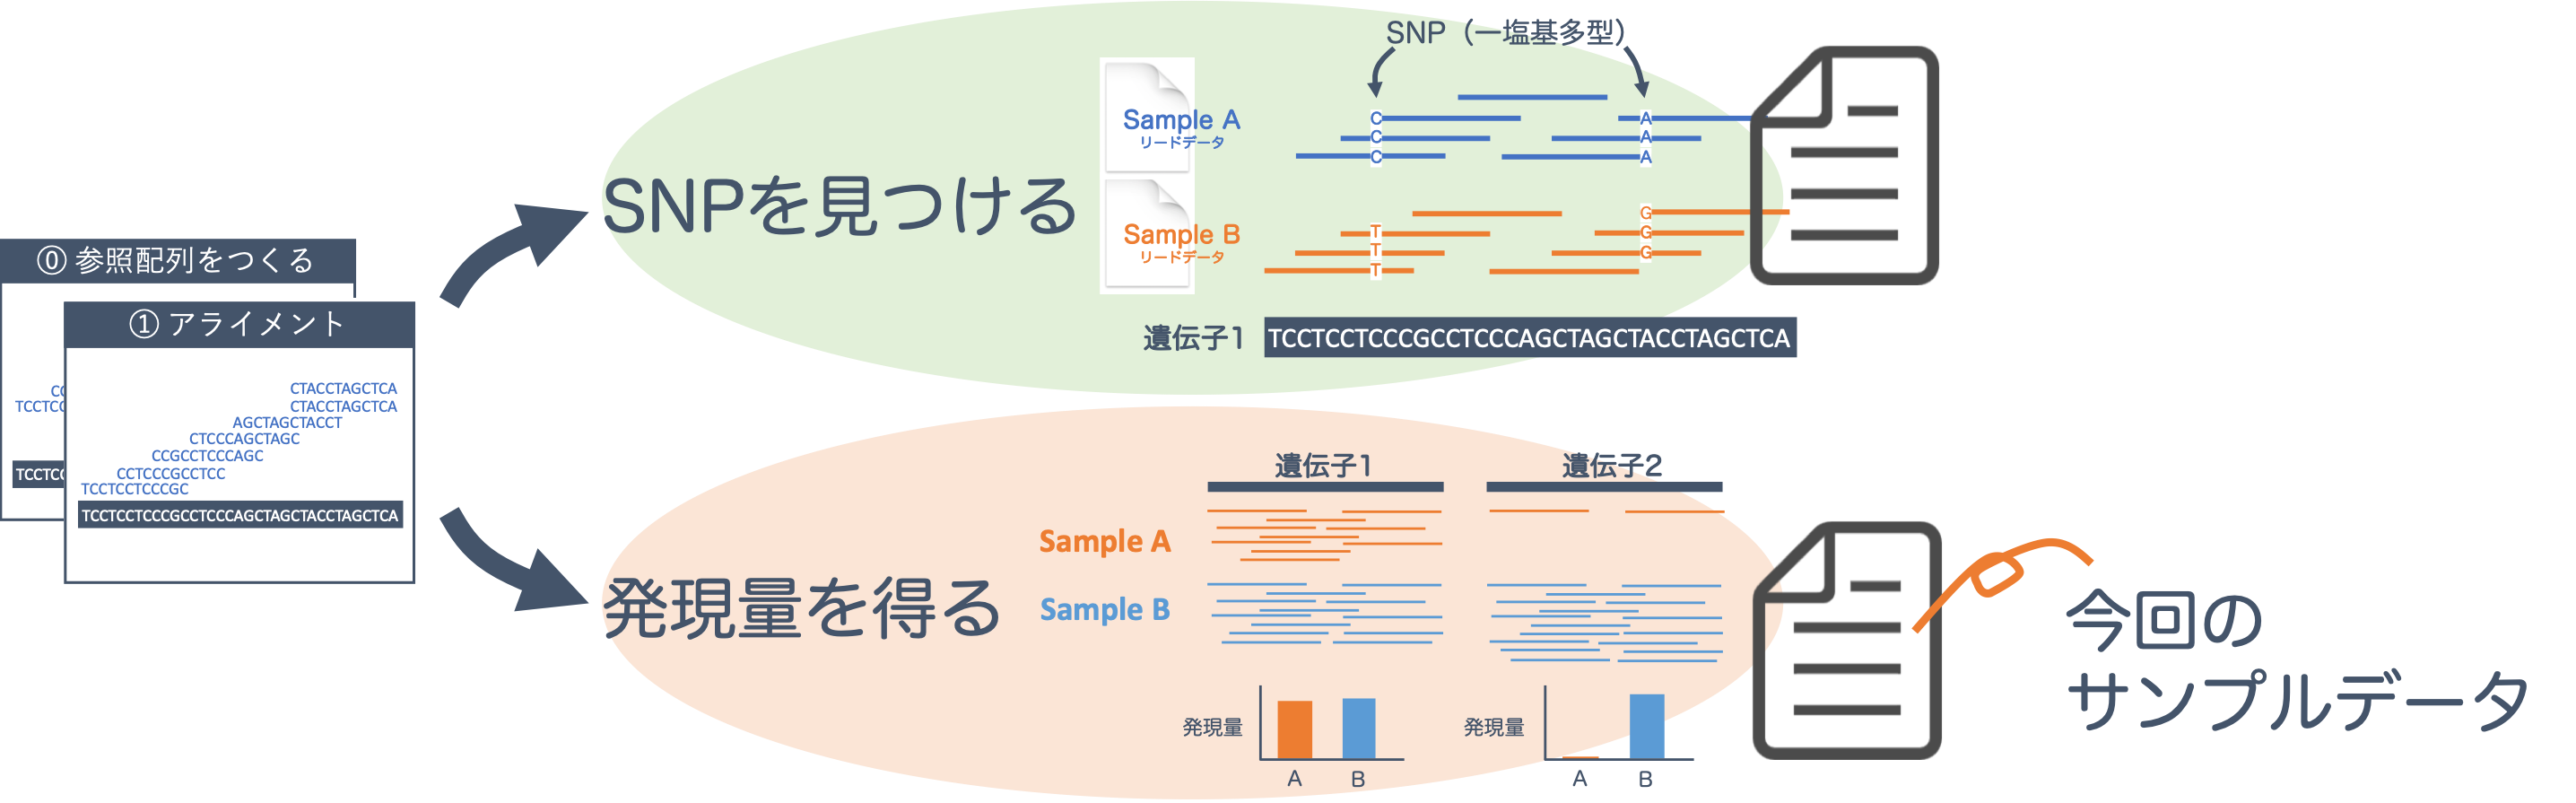 ⓪ 参照配列をつくる
CC
TCCTCC
TCCTCC
① アライメント
CTACCTAGCTCA
CTACCTAGCTCA
AGCTAGCTACCT
CTCCCAGCTAGC
CCGCCTCCCAGC
CCTCCCGCCTCC
TCCTCCTCCCGC
TCCTCCTCCCGCCTCCCAGCTAGCTACCTAGCTCA
SNPを見つける
SNP（一塩基多型）
Sample A
リードデータ
C A
C A
C A
Sample B
リードデータ
G
T G
T G
T
遺伝子1 TCCTCCTCCCGCCTCCCAGCTAGCTACCTAGCTCA
発現量を得る
遺伝子1 遺伝子2
Sample A
Sample B
発現量 A B
発現量 A B
今回の
サンプルデータ